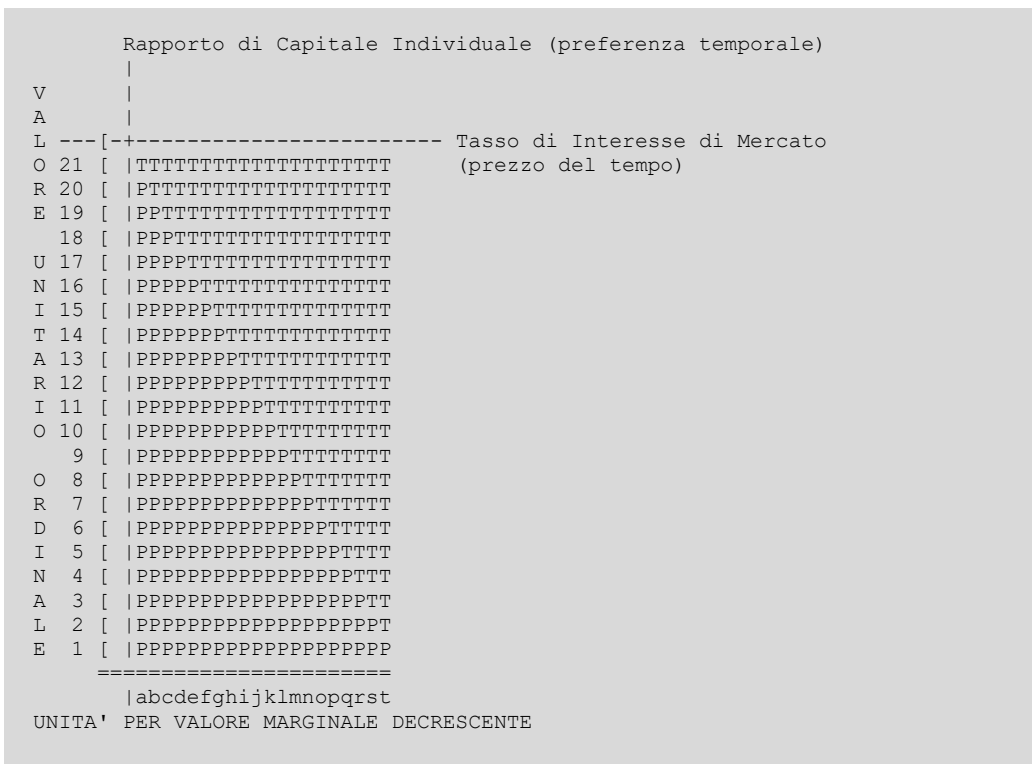 Rapporto di Capitale Individuale (preferenza temporale)
|
V |
A |
L ---[-+------------------------ Tasso di Interesse di Mercato
O 21 [ |TTTTTTTTTTTTTTTTTTTT (prezzo del tempo)
R 20 [ |PTTTTTTTTTTTTTTTTTTT
E 19 [ |PPTTTTTTTTTTTTTTTTTT
18 [ |PPPTTTTTTTTTTTTTTTTT
U 17 [ |PPPPTTTTTTTTTTTTTTTT
N 16 [ |PPPPPTTTTTTTTTTTTTTT
I 15 [ |PPPPPPTTTTTTTTTTTTTT
T 14 [ |PPPPPPPTTTTTTTTTTTTT
A 13 [ |PPPPPPPPTTTTTTTTTTTT
R 12 [ |PPPPPPPPPTTTTTTTTTTT
I 11 [ |PPPPPPPPPPTTTTTTTTTT
O 10 [ |PPPPPPPPPPPTTTTTTTTT
9 [ |PPPPPPPPPPPPTTTTTTTT
O 8 [ |PPPPPPPPPPPPPTTTTTTT
R 7 [ |PPPPPPPPPPPPPPTTTTTT
D 6 [ |PPPPPPPPPPPPPPPTTTTT
I 5 [ |PPPPPPPPPPPPPPPPTTTT
N 4 [ |PPPPPPPPPPPPPPPPPTTT
A 3 [ |PPPPPPPPPPPPPPPPPPTT
L 2 [ |PPPPPPPPPPPPPPPPPPPT
E 1 [ |PPPPPPPPPPPPPPPPPPPP
=======================
|abcdefghijklmnopqrst
UNITA' PER VALORE MARGINALE DECRESCENTE